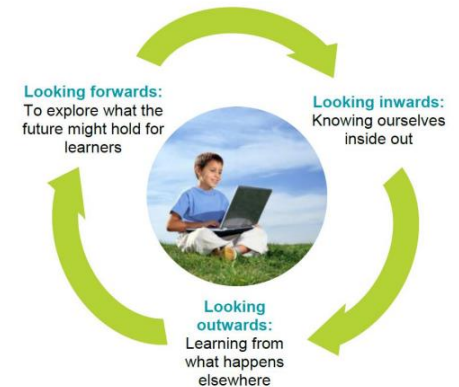 Looking forwards:
To explore what the
future might hold for
learners
Looking inwards:
Knowing ourselves
inside out
Looking
outwards:
Learning from
what happens
elsewhere